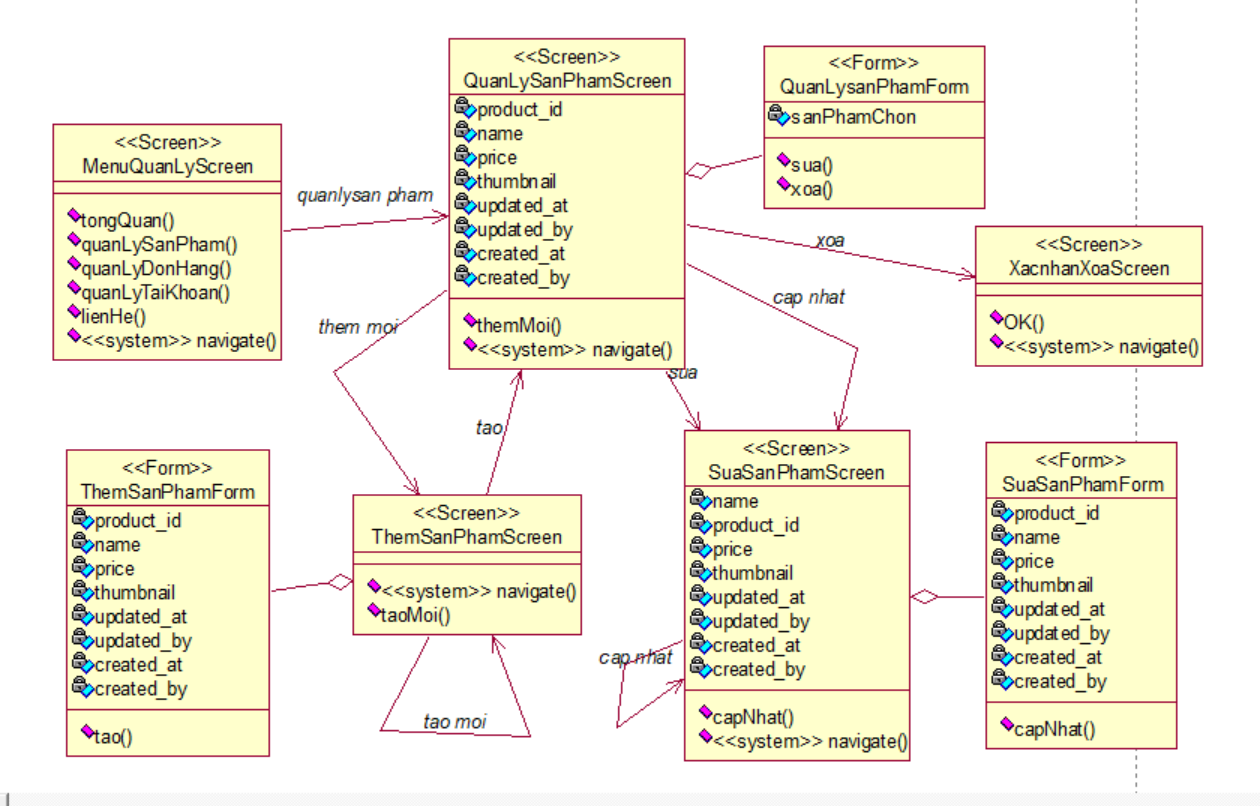 <<Screen>>
MenuQuanLyScreen
tongQuan()
quanLySanPham()
quanLyDonHang()
quanLyTaiKhoan()
lienHe()
<<system>> navigate()
quanlysan pham
<<Screen>>
QuanLySanPhamScreen
product_id
name
price
thumbnail
updated_at
updated_by
created_at
created_by
themMoi()
<<system>> navigate()
<<Form>>
QuanLysanPhamForm
sanPhamChon
sua()
xoa()
xoa
<<Screen>>
XacnhanXoaScreen
OK()
<<system>> navigate()
cap nhat
them moi
sua
tao
<<Form>>
ThemSanPhamForm
product_id
name
price
thumbnail
updated_at
updated_by
created_at
created_by
tao()
<<Screen>>
ThemSanPhamScreen
<<system>> navigate()
taoMoi()
tao moi
<<Screen>>
SuaSanPhamScreen
name
product_id
price
thumbnail
updated_at
updated_by
created_at
created_by
capNhat()
<<system>> navigate()
cap nhat
<<Form>>
SuaSanPhamForm
product_id
name
price
thumbnail
updated_at
updated_by
created_at
created_by
capNhat()